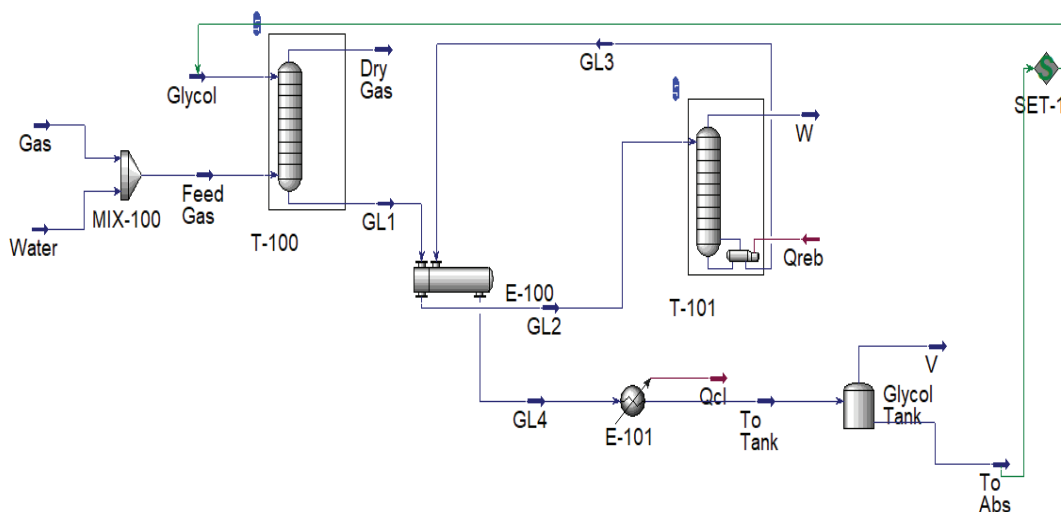 Glycol
Dry
Gas
GL3
SET-1
Gas
MIX-100
Feed
Gas
Water
T-100
GL1
W
Qreb
T-101
E-100
GL2
V
Glycol
Tank
Qcl
GL4
E-101
To
Tank
To
Abs
S